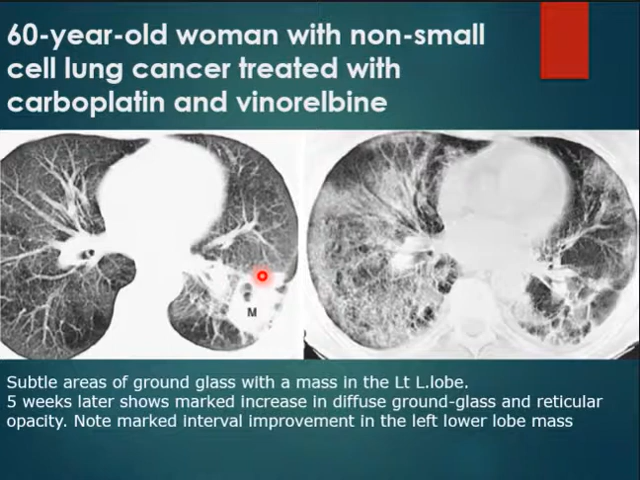 60-year-old woman with non-small
cell lung cancer treated with
carboplatin and vinorelbine
M
Subtle areas of ground glass with a mass in the Lt L.lobe.
5 weeks later shows marked increase in diffuse ground-glass and reticular
opacity. Note marked interval improvement in the left lower lobe mass